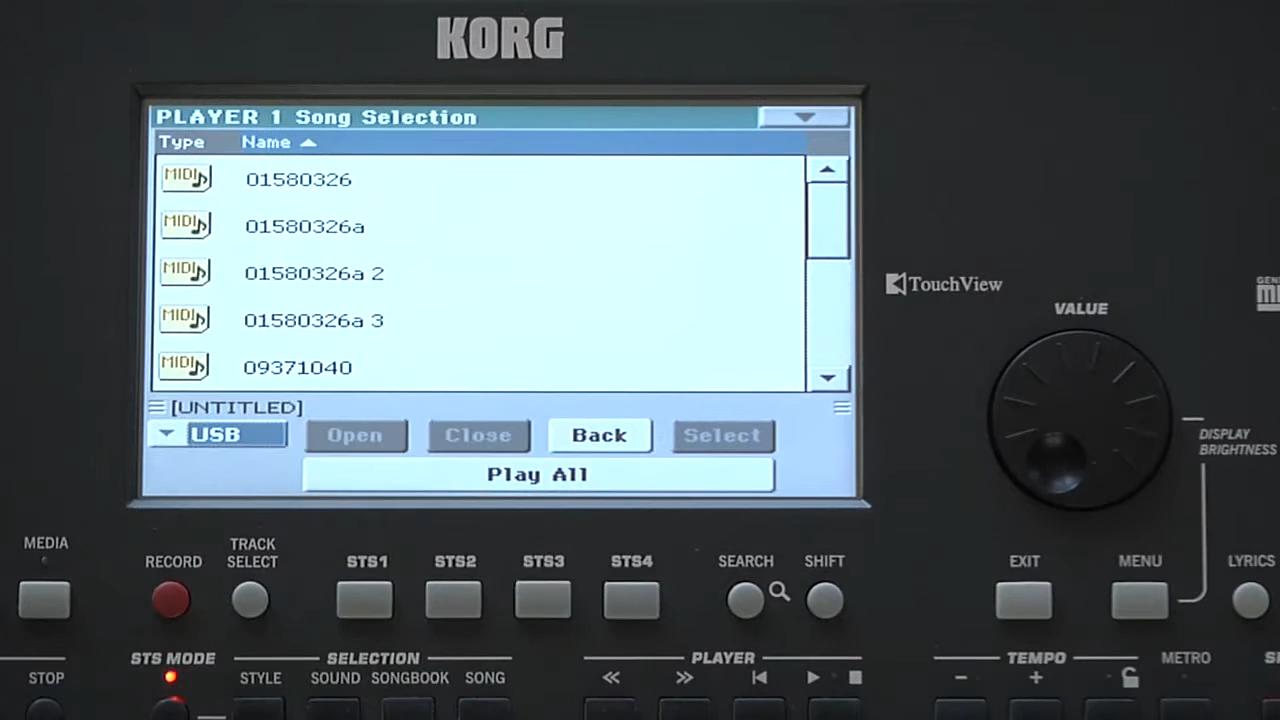 KORG
PLAYER 1 Song Selection
Type Name
MIDI 01580326
MIDI 01580326a
MIDI 01580326a 2
MIDI 01580326a 3
MIDI 09371040
[UNTITLED]
USB Open Close Back Select
Play All
TouchView
VALUE
DISPLAY
BRIGHTNESS
MEDIA
RECORD
TRACK
SELECT
STS1 STS2 STS3 STS4
SEARCH SHIFT
EXIT MENU LYRICS
STOP
STS MODE
SELECTION
STYLE SOUND SONGBOOK SONG
PLAYER
TEMPO
- +
METRO